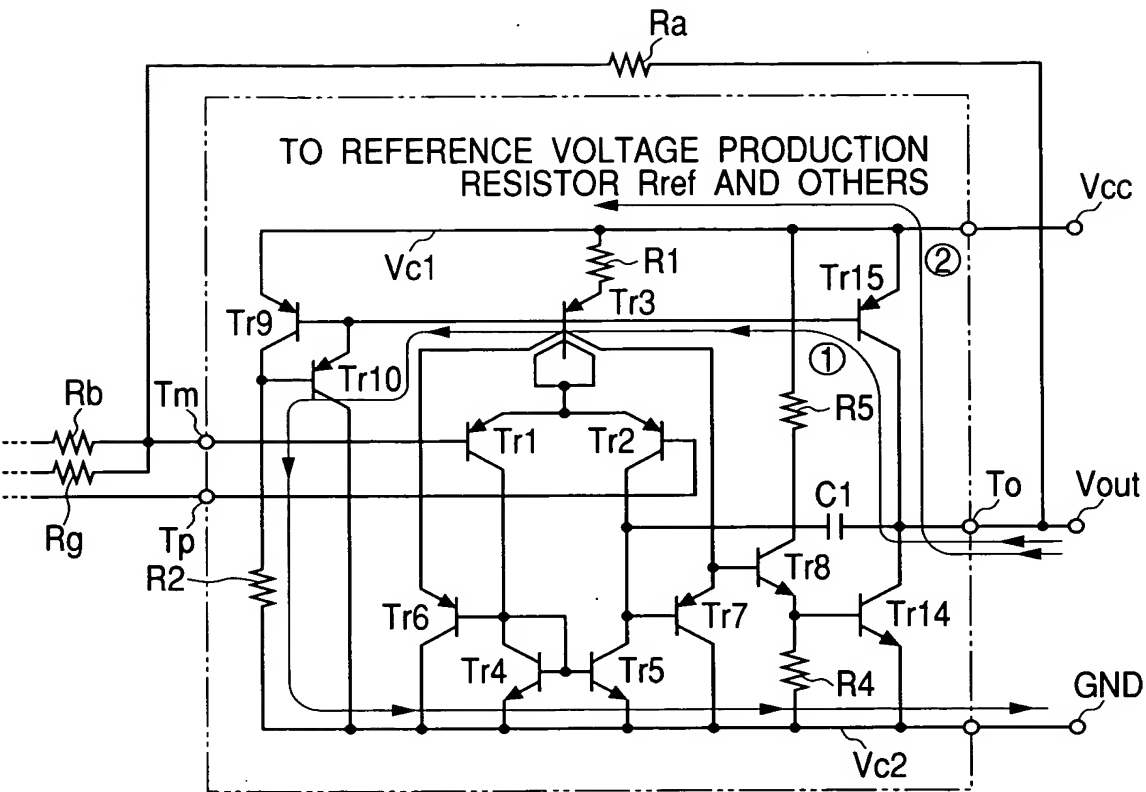 Ra
TO REFERENCE VOLTAGE PRODUCTION
RESISTOR Rref AND OTHERS
Vcc
Vc1
R1
②
Tr15
Tr3
Tr9
①
Tr10
Rb
Tm
R5
Tr1
Tr2
C1
To
Vout
Rg
Tp
R2
Tr8
Tr6
Tr7
Tr14
Tr4
Tr5
R4
GND
Vc2